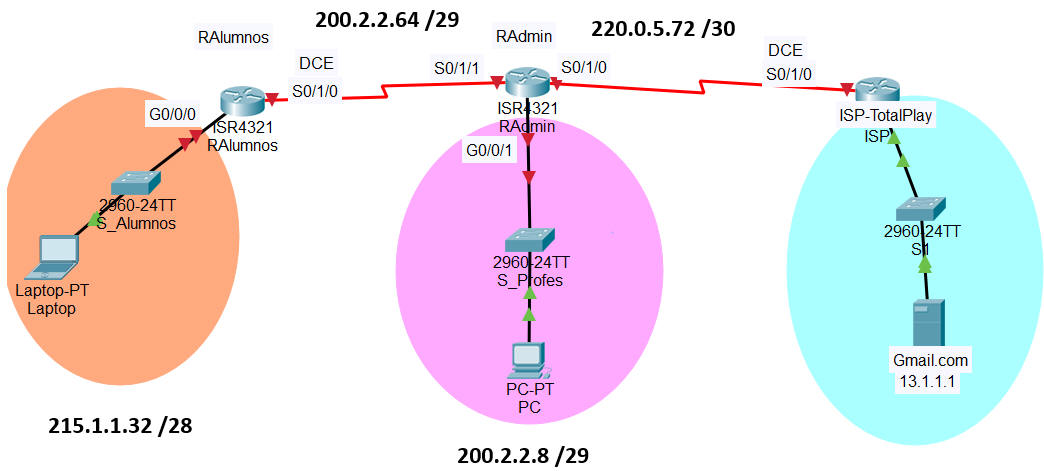 200.2.2.64 /29
220.0.5.72 /30
RAlumnos
RAdmin
DCE
DCE
S0/1/0
S0/1/1
S0/1/0
S0/1/0
G0/0/0
ISR4321
RAlumnos
ISR4321
RAdmin
ISP-TotalPlay
ISP
G0/0/1
2960-24TT
S_Alumnos
2960-24TT
S_Profes
2960-24TT
S1
Laptop-PT
Laptop
PC-PT
PC
Gmail.com
13.1.1.1
215.1.1.32 /28
200.2.2.8 /29